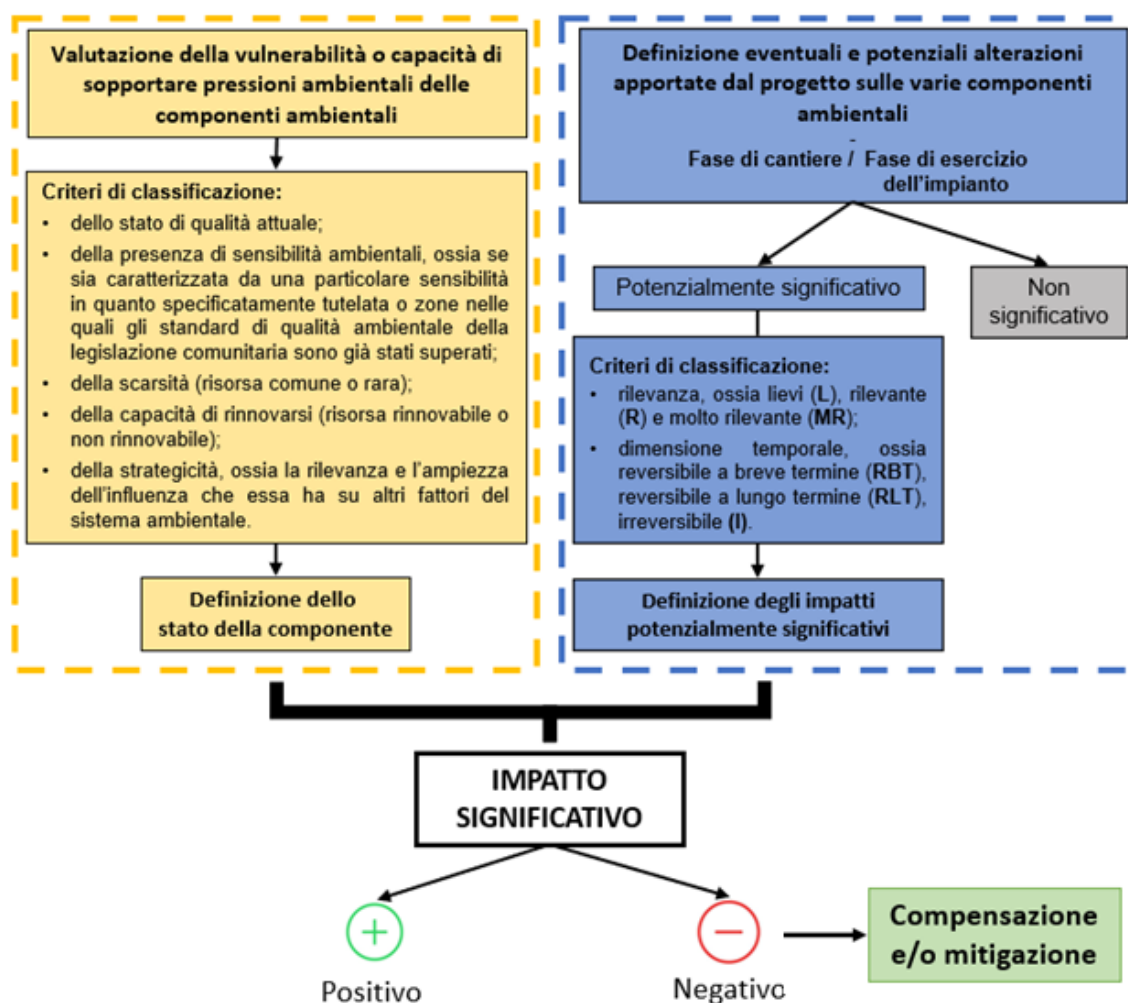 Valutazione della vulnerabilità o capacità di
sopportare pressioni ambientali delle
componenti ambientali
Criteri di classificazione:
• dello stato di qualità attuale;
• della presenza di sensibilità ambientali, ossia se
sia caratterizzata da una particolare sensibilità
in quanto specificatamente tutelata o zone nelle
quali gli standard di qualità ambientale della
legislazione comunitaria sono già stati superati;
• della scarsità (risorsa comune o rara);
• della capacità di rinnovarsi (risorsa rinnovabile o
non rinnovabile);
• della strategicità, ossia la rilevanza e l'ampiezza
dell'influenza che essa ha su altri fattori del
sistema ambientale.
Definizione dello
stato della componente
Definizione eventuali e potenziali alterazioni
apportate dal progetto sulle varie componenti
ambientali
-
Fase di cantiere / Fase di esercizio
dell'impianto
Potenzialmente significativo
Non
significativo
Criteri di classificazione:
• rilevanza, ossia lievi (L), rilevante
(R) e molto rilevante (MR);
• dimensione temporale, ossia
reversibile a breve termine (RBT),
reversibile a lungo termine (RLT),
irreversibile (I).
Definizione degli impatti
potenzialmente significativi
IMPATTO
SIGNIFICATIVO
+
Positivo
−
Negativo
Compensazione
e/o mitigazione